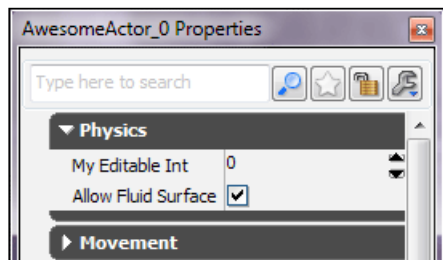 AwesomeActor_0 Properties
Type here to search
Physics
My Editable Int 0
Allow Fluid Surface
Movement